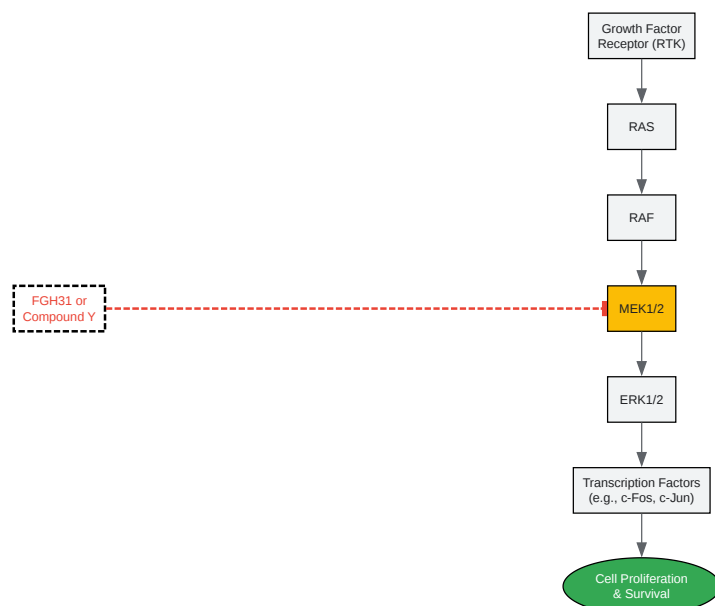 Growth Factor
Receptor (RTK)
RAS
RAF
FGH31 or
Compound Y
MEK1/2
ERK1/2
Transcription Factors
(e.g., c-Fos, c-Jun)
Cell Proliferation
& Survival